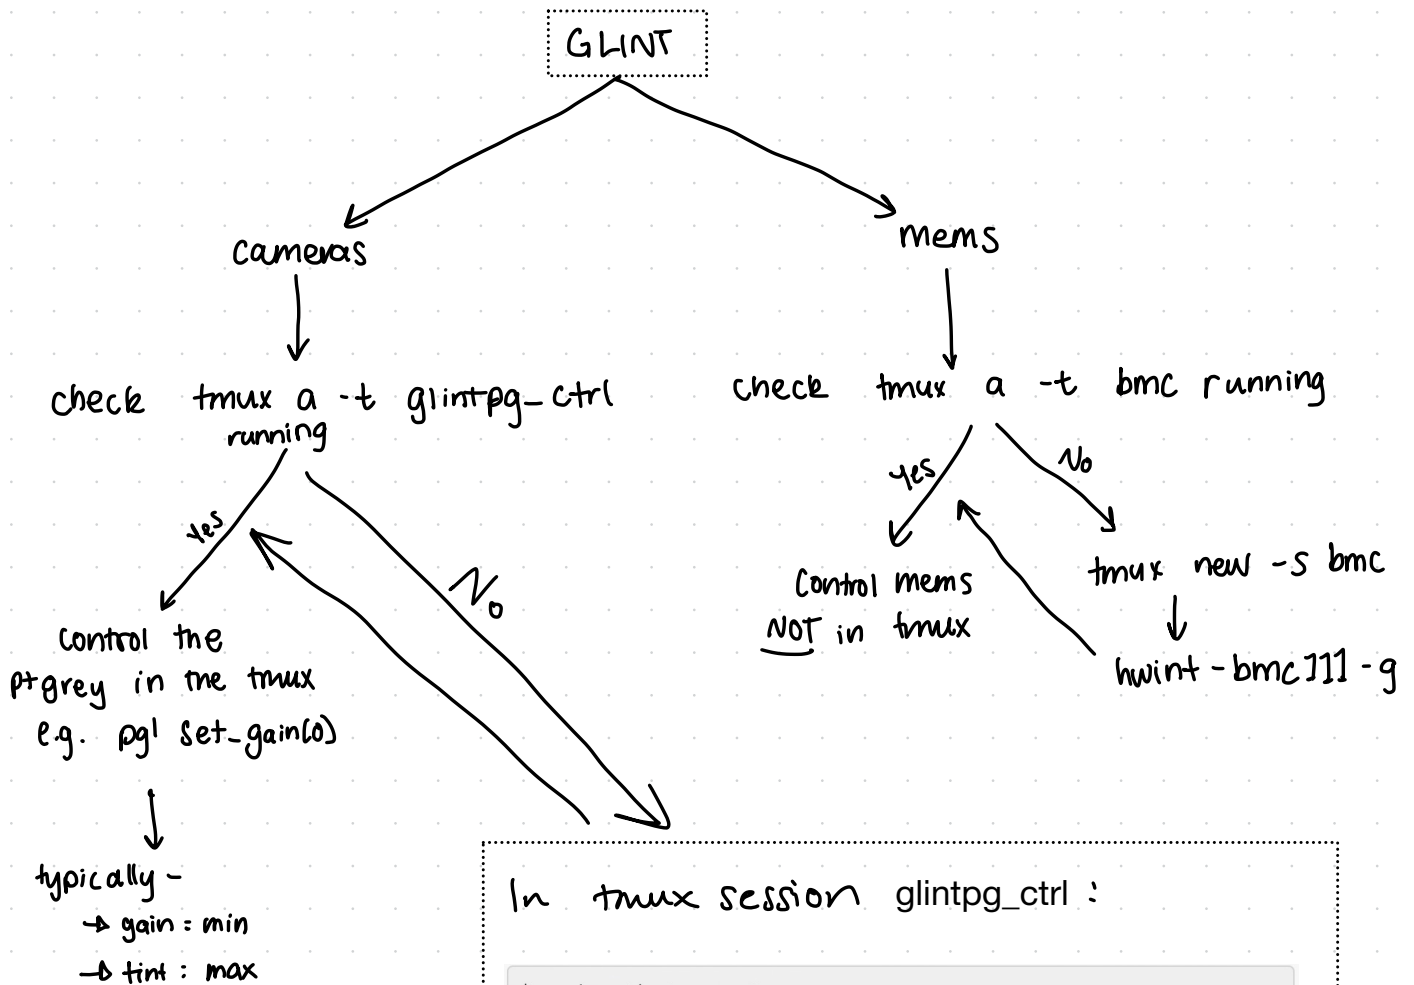 GLINT
cameras
mems
check tmux a -t glintpg_ctrl
running
check tmux a -t bmc running
Yes
No
Yes
No
Control the
ptgrey in the tmux
e.g. pg1 set_gain(0)
typically -
→ gain : min
→ tint : max
Control mems
NOT in tmux
tmux new -s bmc
hwint-bmc111-g
In tmux session glintpg_ctrl :